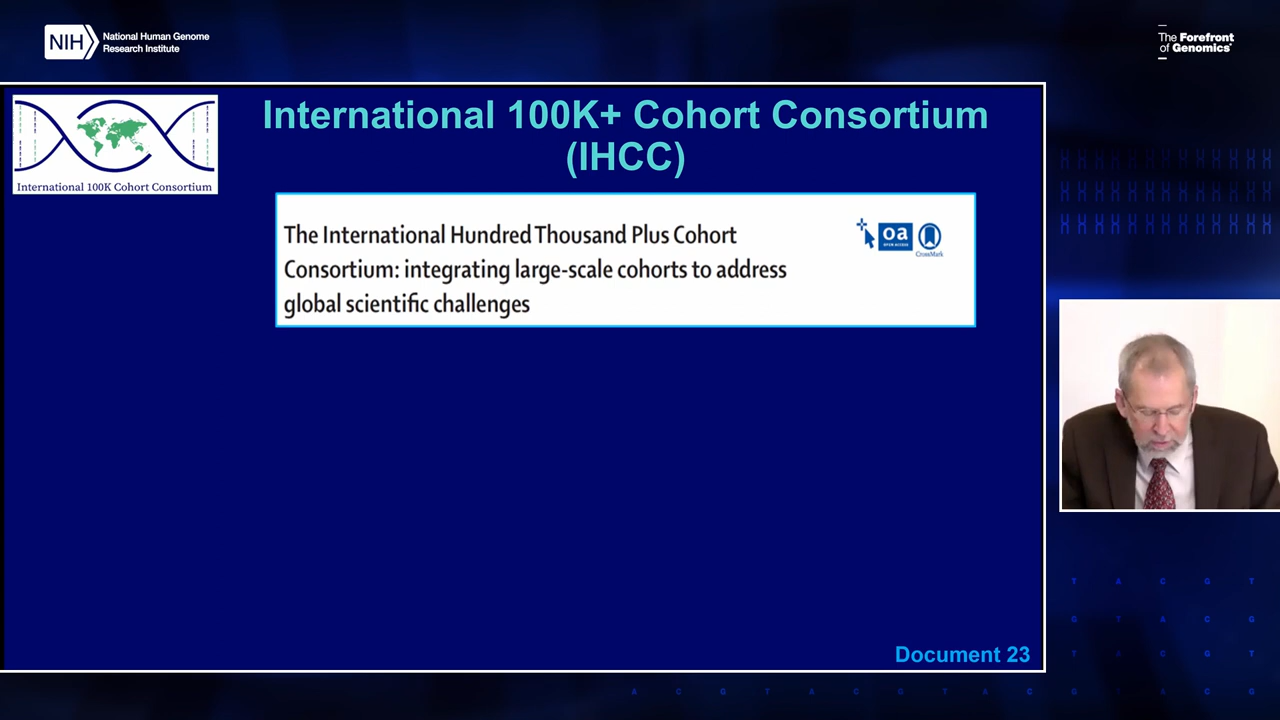 NIH
National Human Genome
Research Institute
The Forefront
of Genomics®
International 100K Cohort Consortium
International 100K+ Cohort Consortium
(IHCC)
The International Hundred Thousand Plus Cohort
Consortium: integrating large-scale cohorts to address
global scientific challenges
oa
OPEN ACCESS
CrossMark
Document 23
T A C G T
G T A C G
T A C G T
A C G T A C G T A C G T A C G